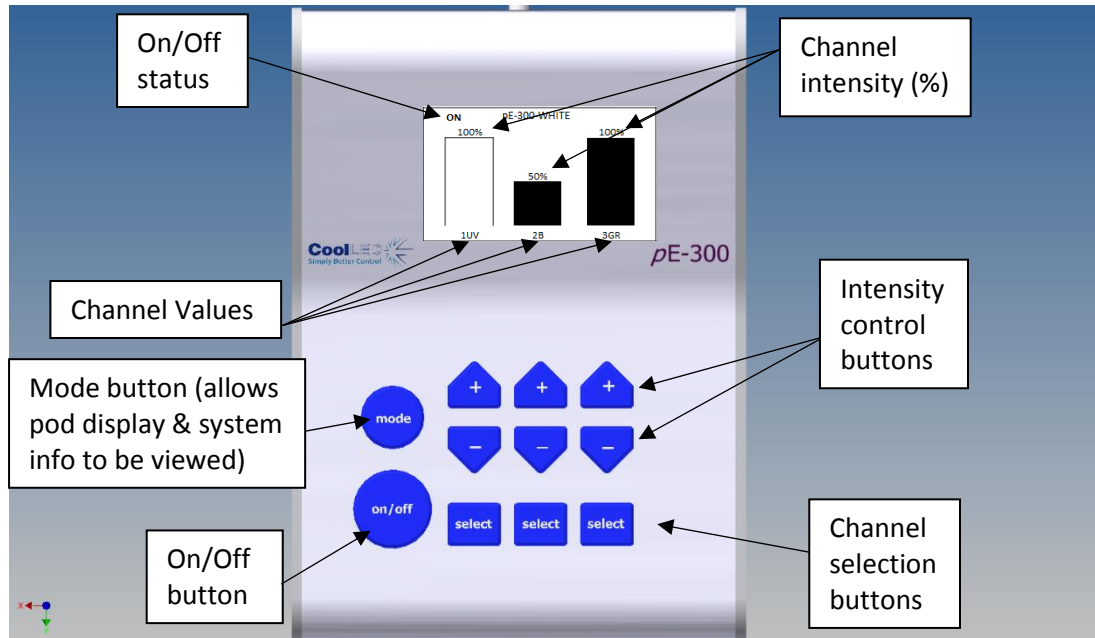 On/Off
status
Channel
intensity (%)
ON
pE-300-WHITE
100%
50%
100%
1UV
2B
3GR
CoolLED
Simply Better Control
pE-300
Channel Values
Intensity
control
buttons
Mode button (allows
pod display & system
info to be viewed)
mode
+
+
+
–
–
–
on/off
select
select
select
On/Off
button
Channel
selection
buttons
X
Y